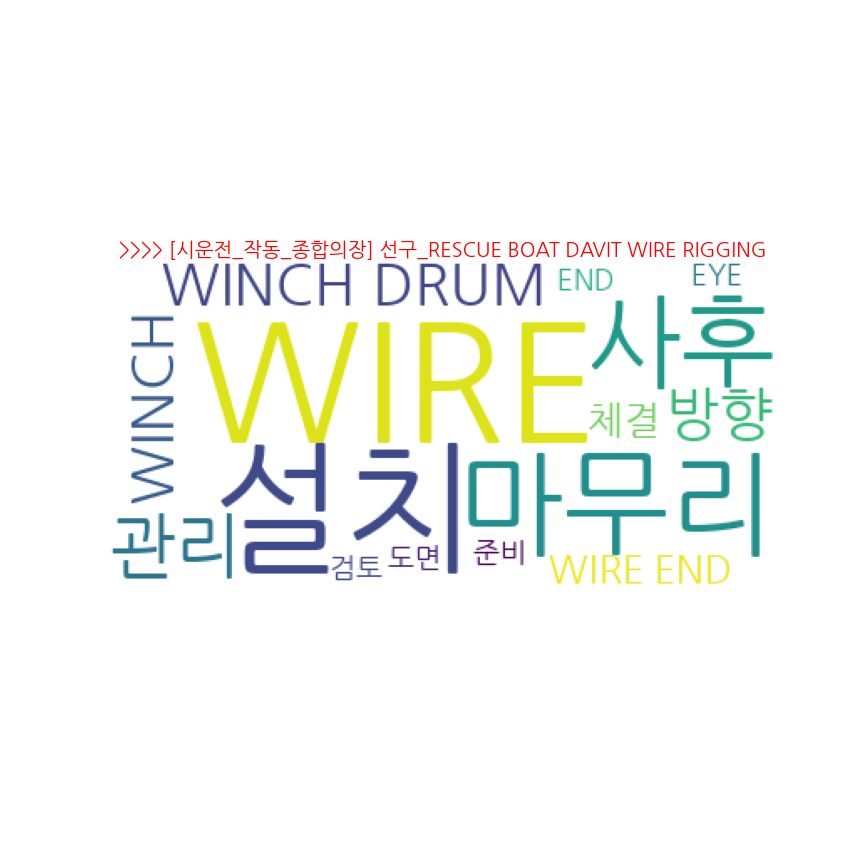 >>>> [시운전_작동_종합의장] 선구_RESCUE BOAT DAVIT WIRE RIGGING
WINCH DRUM
END
EYE
WINCH
WIRE
사후
체결
방향
설치
마무리
관리
검토
도면
준비
WIRE END